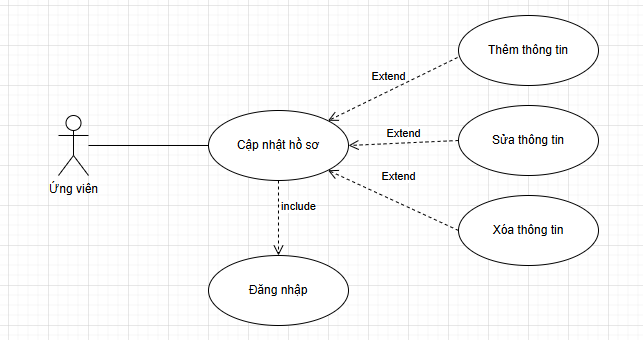 Thêm thông tin
Extend
Cập nhật hồ sơ
Extend
Sửa thông tin
Extend
Ứng viên
include
Xóa thông tin
Đăng nhập